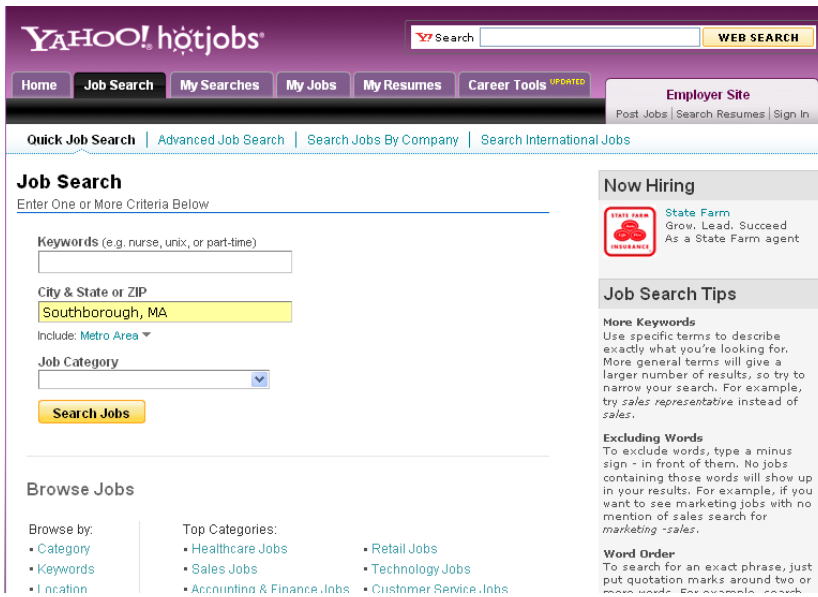 YAHOO! hotjobs
Y? Search
WEB SEARCH
Home
Job Search
My Searches
My Jobs
My Resumes
Career Tools UPDATED
Employer Site
Post Jobs | Search Resumes | Sign In
Quick Job Search | Advanced Job Search | Search Jobs By Company | Search International Jobs
Job Search
Enter One or More Criteria Below
Keywords (e.g. nurse, unix, or part-time)
City & State or ZIP
Southborough, MA
Include: Metro Area
Job Category
Search Jobs
Browse Jobs
Browse by:
▪ Category
▪ Keywords
▪ Location
Top Categories:
▪ Healthcare Jobs
▪ Sales Jobs
▪ Accounting & Finance Jobs
▪ Retail Jobs
▪ Technology Jobs
▪ Customer Service Jobs
Now Hiring
STATE FARM
INSURANCE
State Farm
Grow. Lead. Succeed
As a State Farm agent
Job Search Tips
More Keywords
Use specific terms to describe
exactly what you're looking for.
More general terms will give a
larger number of results, so try to
narrow your search. For example,
try sales representative instead of
sales.
Excluding Words
To exclude words, type a minus
sign - in front of them. No jobs
containing those words will show up
in your results. For example, if you
want to see marketing jobs with no
mention of sales search for
marketing -sales.
Word Order
To search for an exact phrase, just
put quotation marks around two or
more words. For example, search